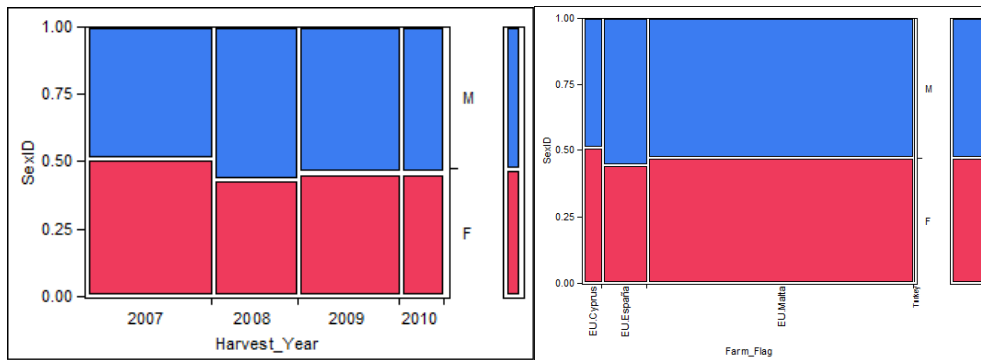 1.00
0.75
0.50
0.25
0.00
SexID
M
F
2007 2008 2009 2010
Harvest_Year
1.00
0.75
0.50
0.25
0.00
SexID
M
F
EU.Cyprus
EU.España
EU.Malta
Turkey
Farm_Flag